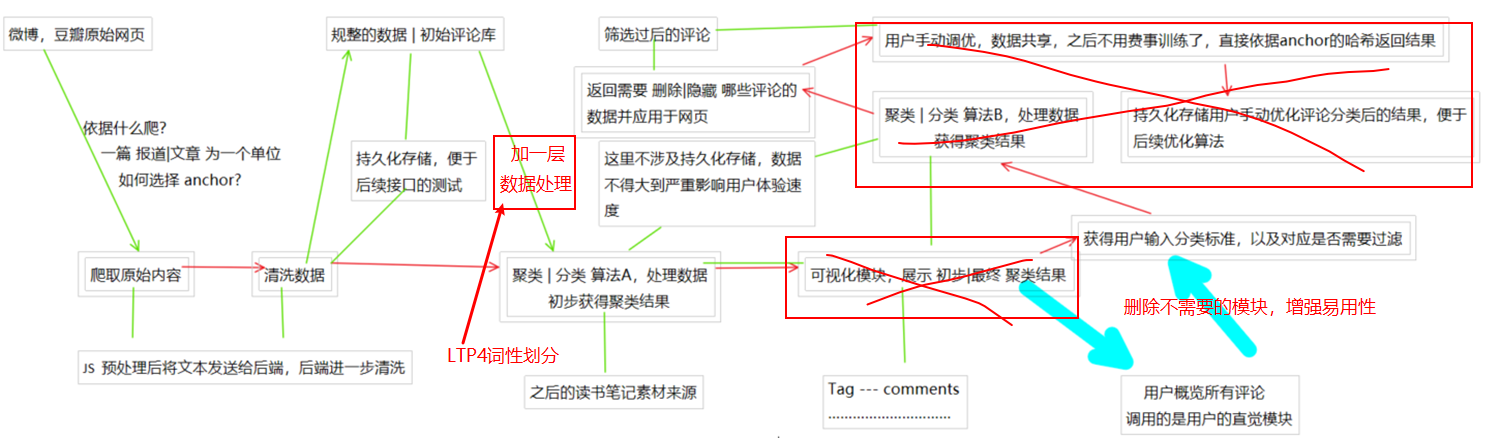 微博，豆瓣原始网页
规整的数据 | 初始评论库
筛选过后的评论
用户手动调优，数据共享，之后不用费事训练了，直接依据anchor的哈希返回结果
返回需要 删除|隐藏 哪些评论的
数据并应用于网页
聚类 | 分类 算法B，处理数据
获得聚类结果
持久化存储用户手动优化评论分类后的结果，便于
后续优化算法
依据什么爬？
一篇 报道|文章 为一个单位
如何选择 anchor？
持久化存储，便于
后续接口的测试
加一层
数据处理
这里不涉及持久化存储，数据
不得大到严重影响用户体验速
度
获得用户输入分类标准，以及对应是否需要过滤
爬取原始内容
清洗数据
聚类 | 分类 算法A，处理数据
初步获得聚类结果
可视化模块，展示 初步|最终 聚类结果
删除不需要的模块，增强易用性
LTP4词性划分
JS 预处理后将文本发送给后端，后端进一步清洗
之后的读书笔记素材来源
Tag --- comments
..............................
用户概览所有评论
调用的是用户的直觉模块